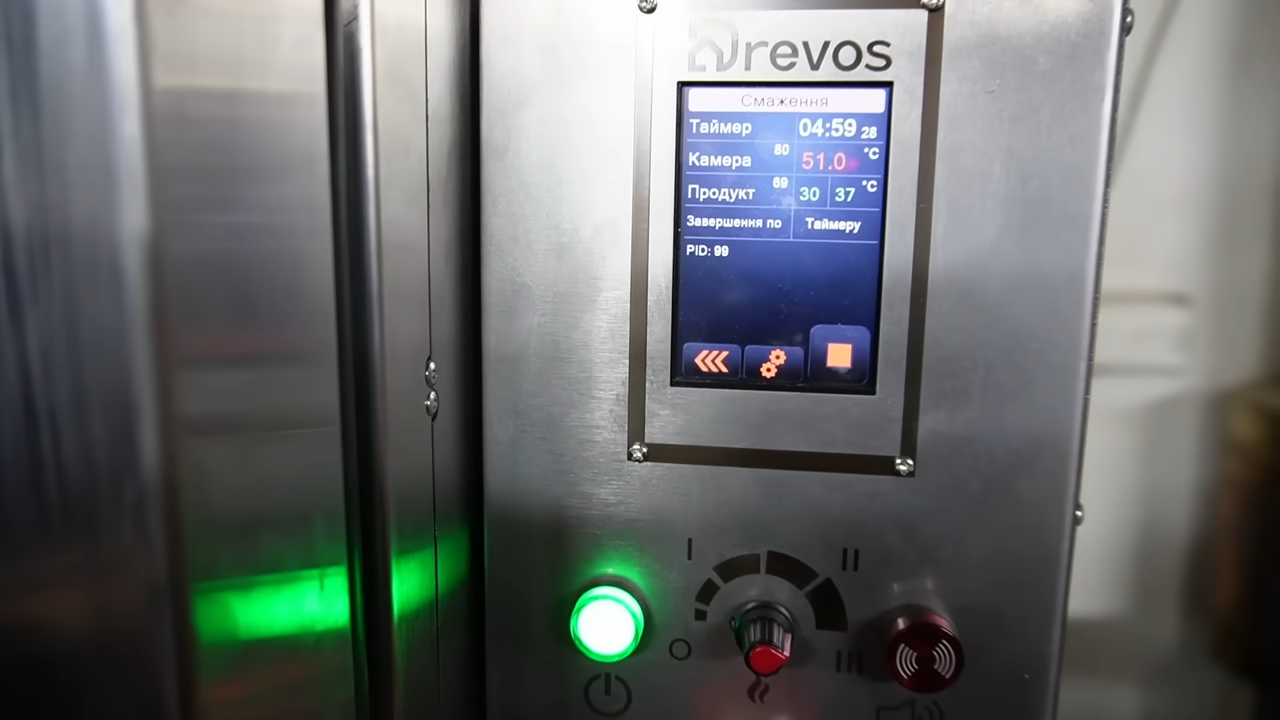 Drevos
Смаження
Таймер 04:59 28
Камера 80 51.0 °C
Продукт 69 30 37 °C
Завершення по Таймеру
PID: 99
I II
O III